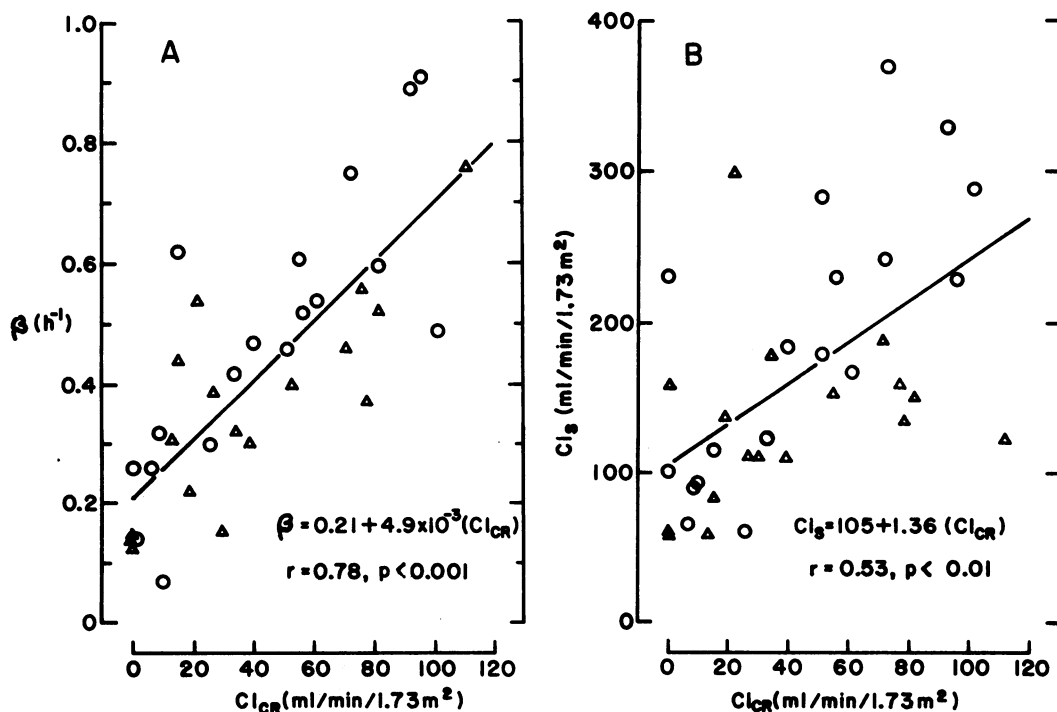 A
1.0
0.8
0.6
0.4
0.2
0
β (h⁻¹)
β = 0.21 + 4.9x10⁻³ (Cl_CR)
r = 0.78, p < 0.001
0 20 40 60 80 100 120
Cl_CR (ml/min/1.73m²)
B
400
300
200
100
0
Cl_S (ml/min/1.73m²)
Cl_S = 105 + 1.36 (Cl_CR)
r = 0.53, p < 0.01
0 20 40 60 80 100 120
Cl_CR (ml/min/1.73m²)